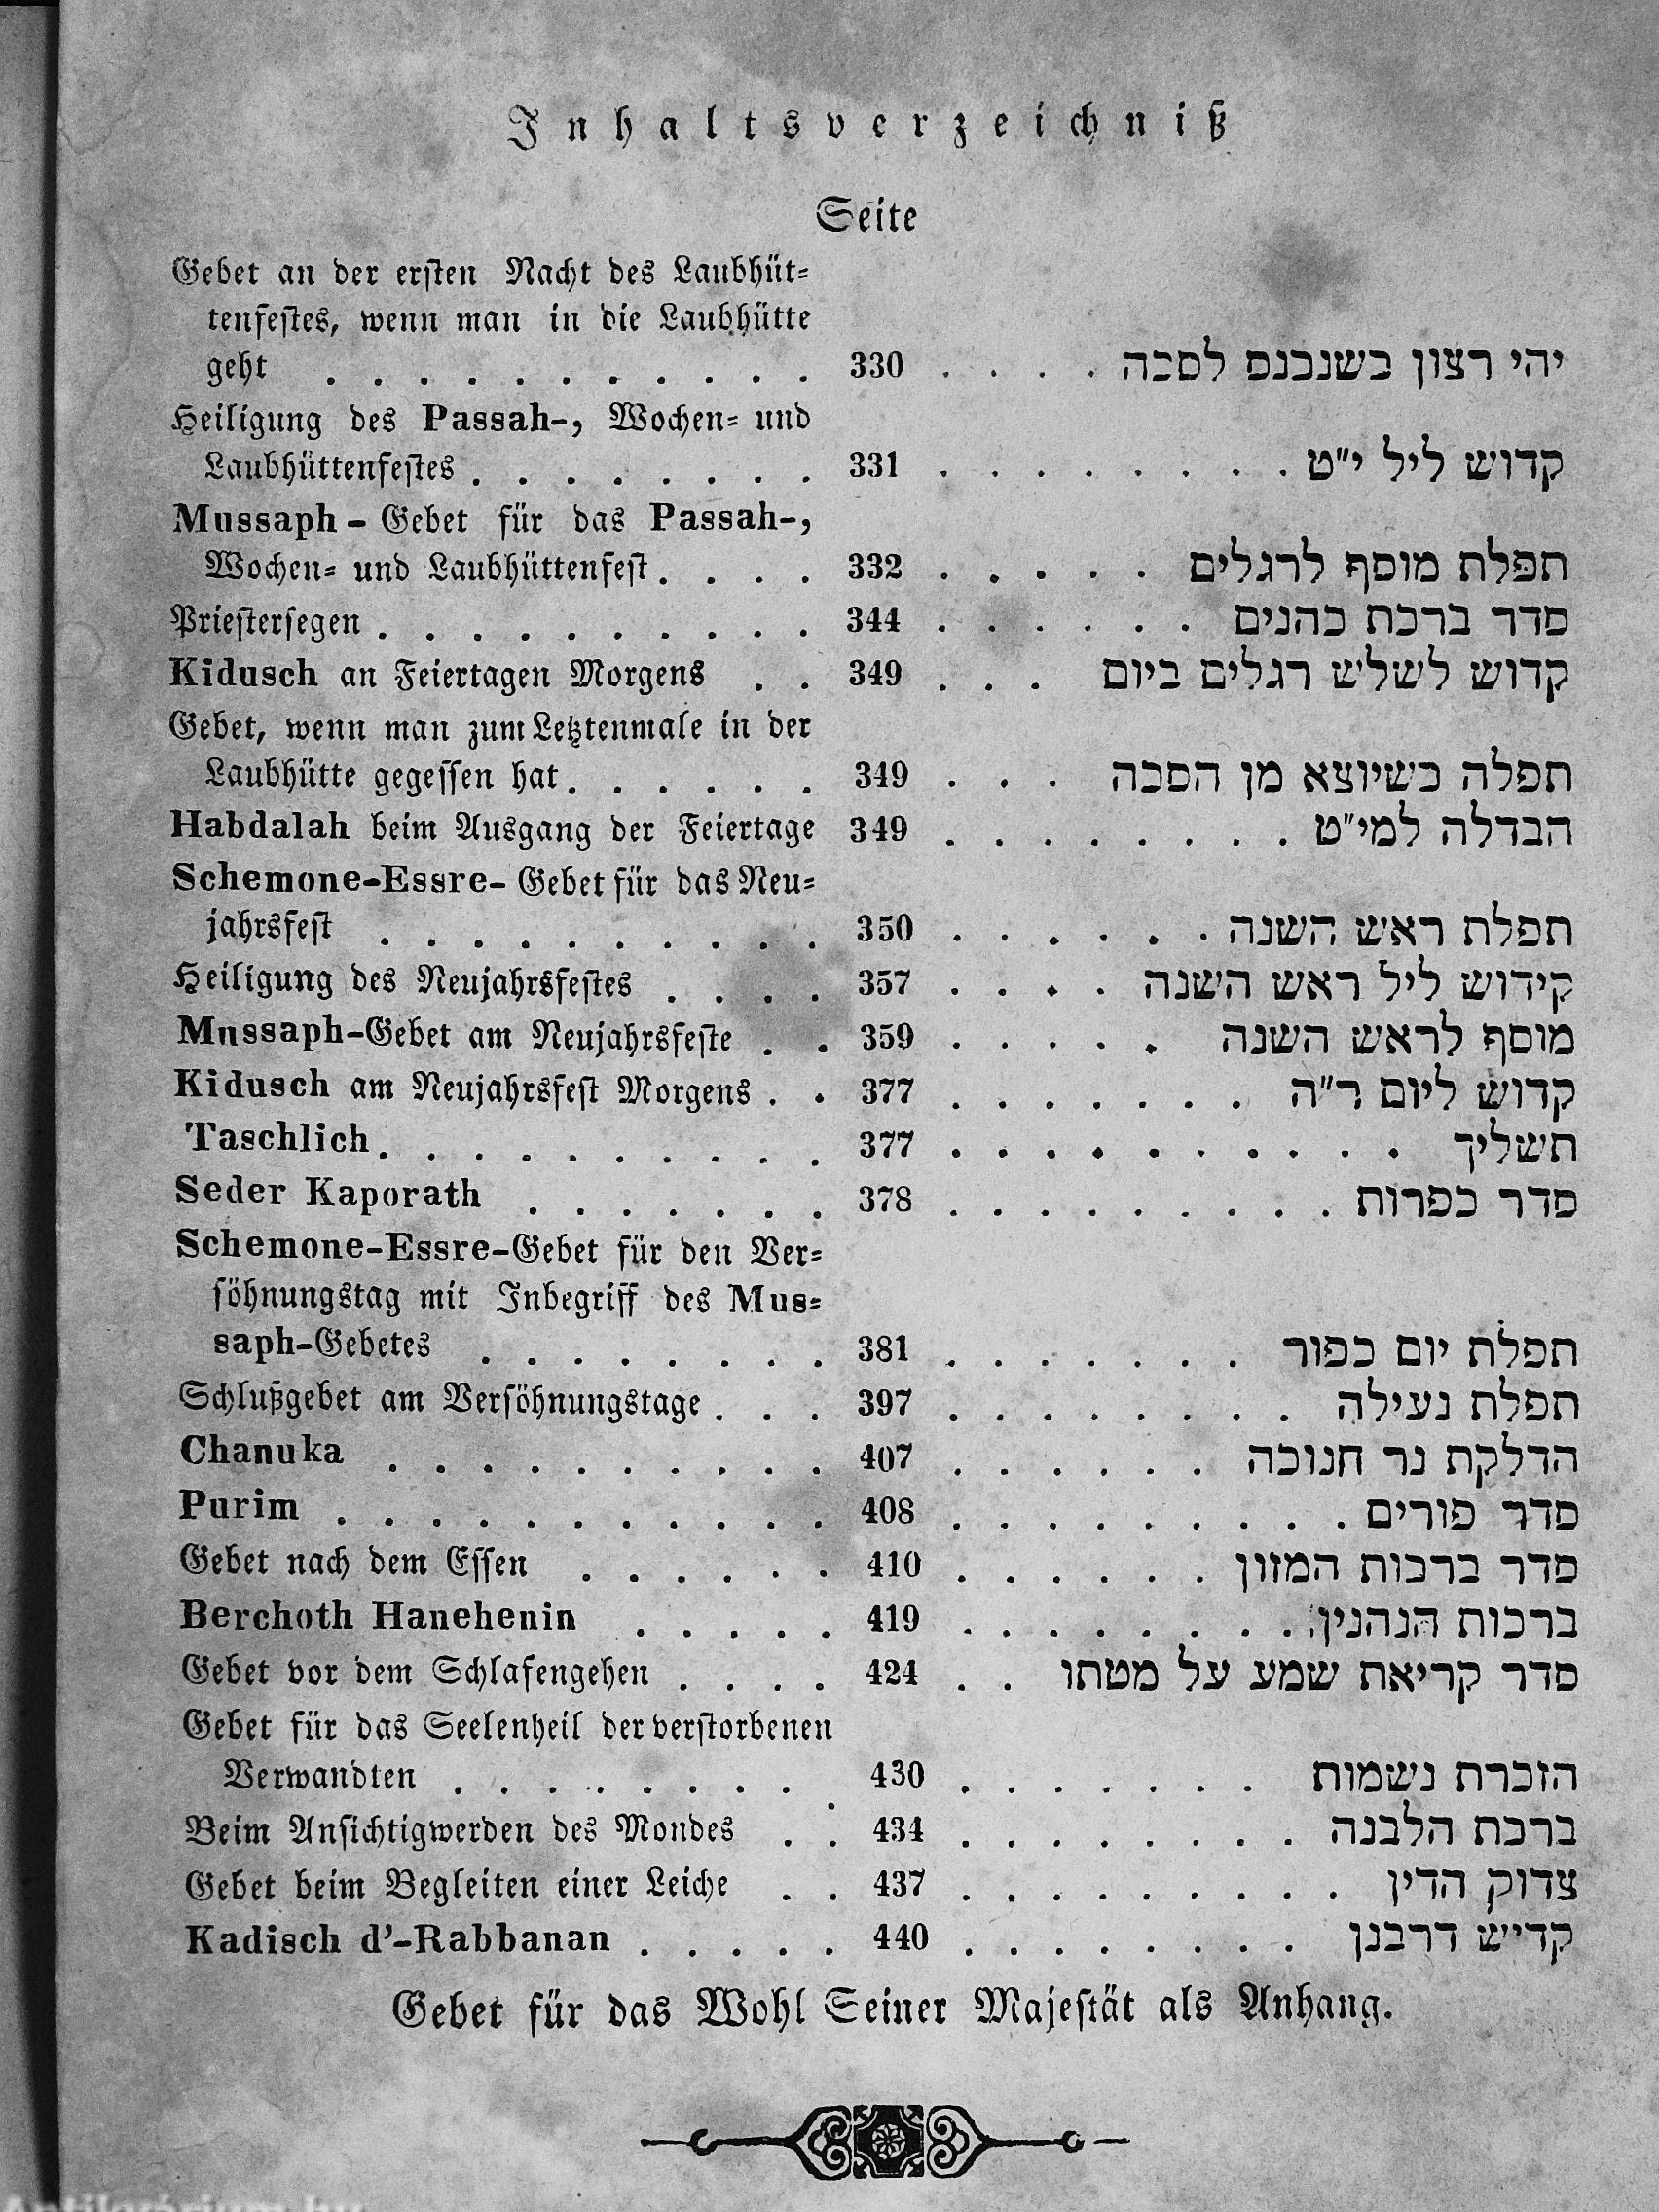 Inhaltsverzeichniß
Seite
Gebet an der ersten Nacht des Laubhüt-
tenfestes, wenn man in die Laubhütte
geht . . . . . . . . . . . 330 . . . . יהי רצון בשנכנס לסכה
Heiligung des Passah-, Wochen- und
Laubhüttenfestes . . . . . . . . 331 . . . . . . . . קדוש ליל י"ט
Mussaph - Gebet für das Passah-,
Wochen- und Laubhüttenfest . . . . 332 . . . . . תפלת מוסף לרגלים
Priestersegen . . . . . . . . . . 344 . . . . . . סדר ברכת כהנים
Kidusch an Feiertagen Morgens . . 349 . . . קדוש לשלש רגלים ביום
Gebet, wenn man zum Letztenmale in der
Laubhütte gegessen hat . . . . . . 349 . . . תפלה כשיוצא מן הסכה
Habdalah beim Ausgang der Feiertage 349 . . . . . . . . הבדלה למי"ט
Schemone-Essre- Gebet für das Neu-
jahrsfest . . . . . . . . . . 350 . . . . . . תפלת ראש השנה
Heiligung des Neujahrsfestes . . . . 357 . . . . קידוש ליל ראש השנה
Mnssaph-Gebet am Neujahrsfeste . . 359 . . . . . מוסף לראש השנה
Kidusch am Neujahrsfest Morgens . . 377 . . . . . . . קדוש ליום ר"ה
Taschlich . . . . . . . . . . 377 . . . . . . . . . . תשליך
Seder Kaporath . . . . . . . 378 . . . . . . . . . סדר כפרות
Schemone-Essre-Gebet für den Ver-
söhnungstag mit Inbegriff des Mus-
saph-Gebetes . . . . . . . . 381 . . . . . . . תפלת יום כפור
Schlußgebet am Versöhnungstage . . . 397 . . . . . . . . תפלת נעילה
Chanuka . . . . . . . . . . 407 . . . . . . הדלקת נר חנוכה
Purim . . . . . . . . . . . 408 . . . . . . . . . סדר פורים
Gebet nach dem Essen . . . . . . 410 . . . . . . סדר ברכות המזון
Berchoth Hanehenin . . . . . 419 . . . . . . . . ברכות הנהנין
Gebet vor dem Schlafengehen . . . . 424 . . סדר קריאת שמע על מטתו
Gebet für das Seelenheil der verstorbenen
Verwandten . . . . . . . . . 430 . . . . . . . הזכרת נשמות
Beim Ansichtigwerden des Mondes . . 434 . . . . . . . . ברכת הלבנה
Gebet beim Begleiten einer Leiche . . 437 . . . . . . . . . צדוק הדין
Kadisch d'-Rabbanan . . . . . 440 . . . . . . . . קדיש דרבנן
Gebet für das Wohl Seiner Majestät als Anhang.